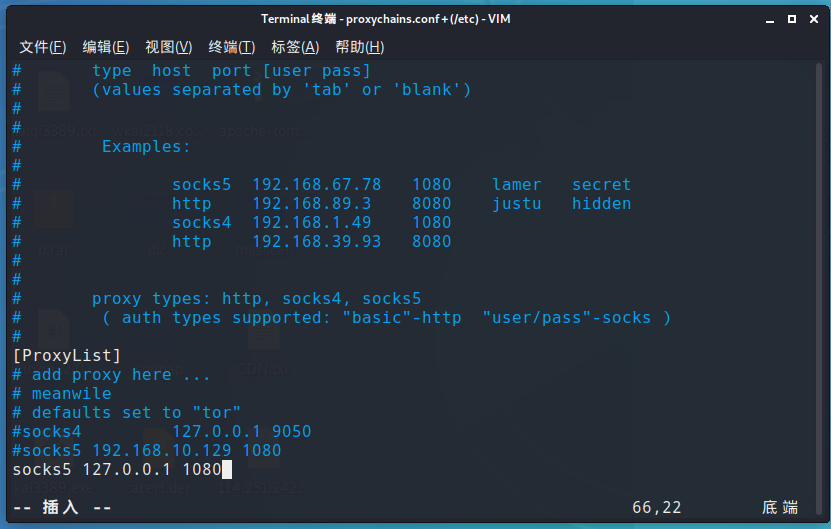 Terminal 终端 - proxychains.conf + (/etc) - VIM
文件(F) 编辑(E) 视图(V) 终端(T) 标签(A) 帮助(H)
#       type  host  port [user pass]
#       (values separated by 'tab' or 'blank')
#
#
#        Examples:
#
#               socks5  192.168.67.78   1080    lamer   secret
#               http    192.168.89.3    8080    justu   hidden
#               socks4  192.168.1.49    1080
#               http    192.168.39.93   8080
#
#
#       proxy types: http, socks4, socks5
#        ( auth types supported: "basic"-http  "user/pass"-socks )
#
[ProxyList]
# add proxy here ...
# meanwile
# defaults set to "tor"
#socks4         127.0.0.1 9050
#socks5 192.168.10.129 1080
socks5 127.0.0.1 1080
-- 插入 -- 66,22 底端